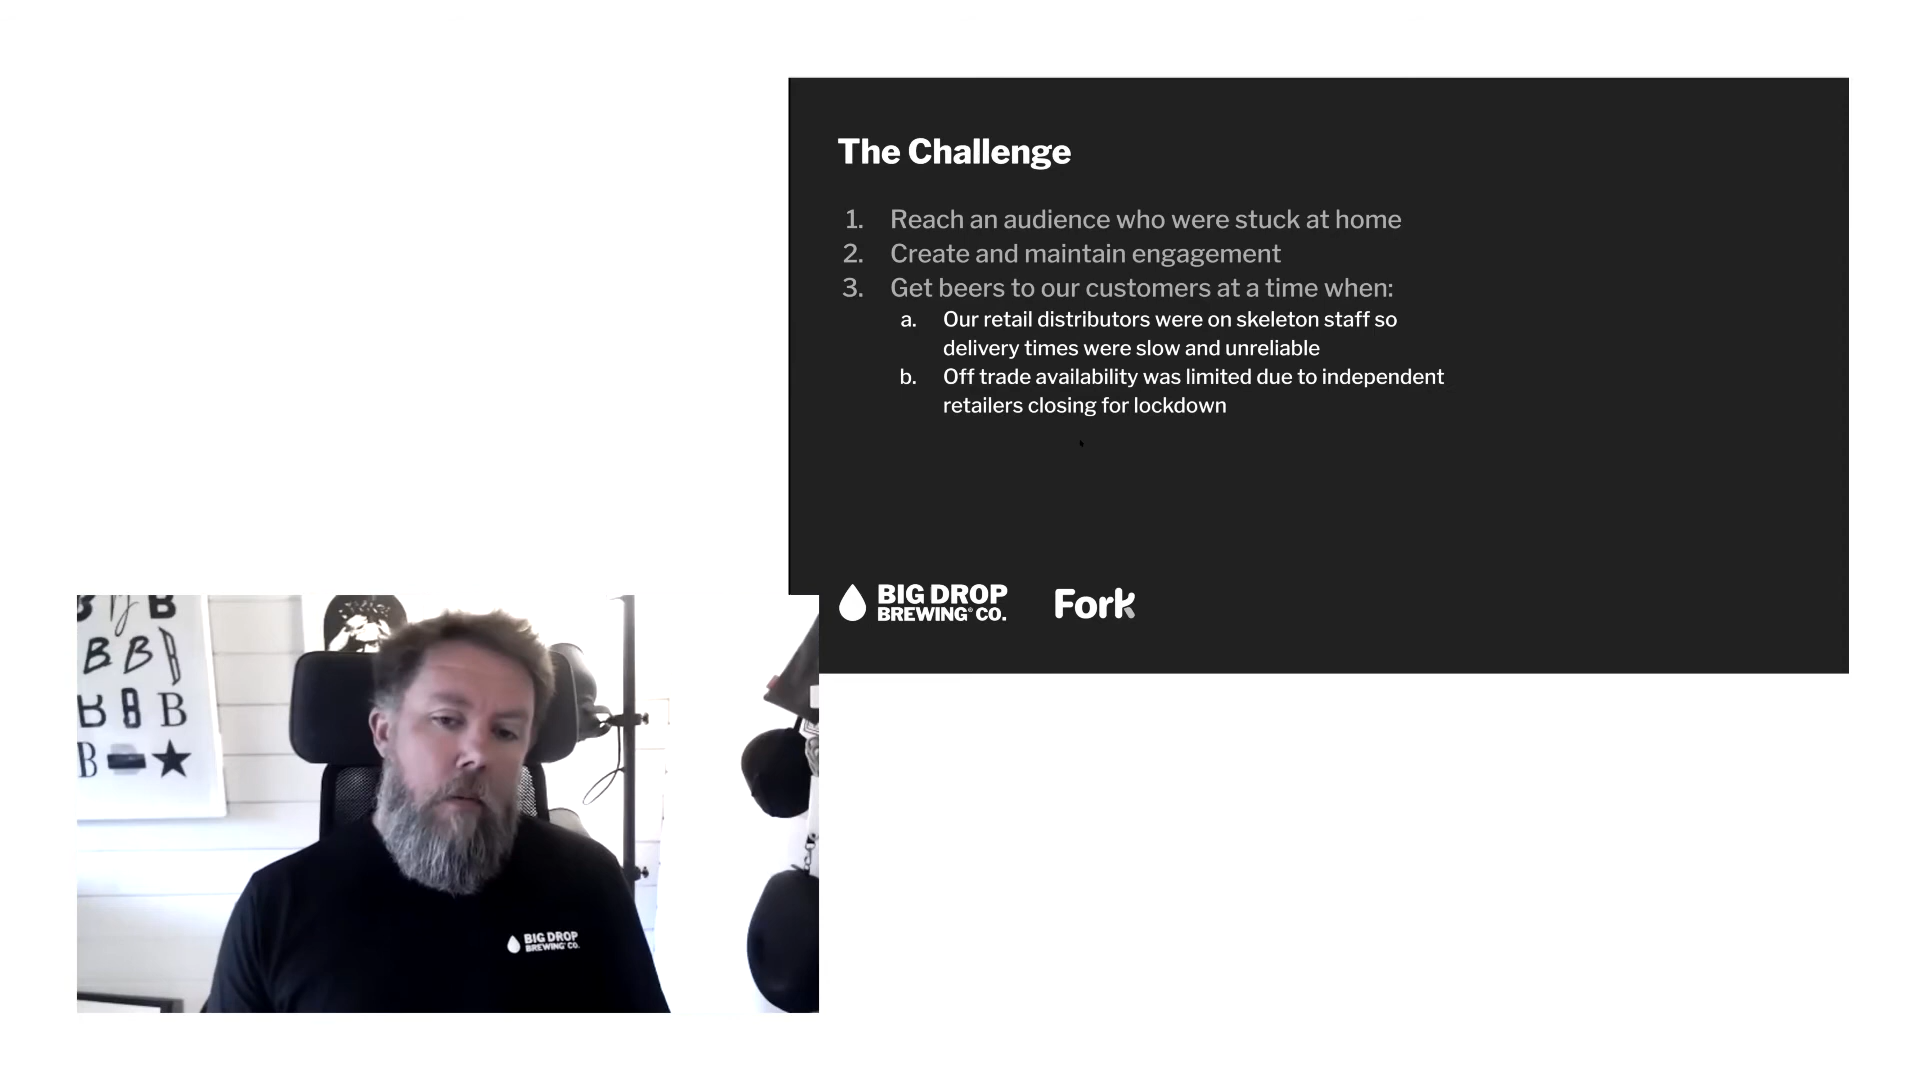 The Challenge
1. Reach an audience who were stuck at home
2. Create and maintain engagement
3. Get beers to our customers at a time when:
a. Our retail distributors were on skeleton staff so
delivery times were slow and unreliable
b. Off trade availability was limited due to independent
retailers closing for lockdown
BIG DROP
BREWING® CO.
Fork
B B
B B
B B
B
BIG DROP
BREWING® CO.